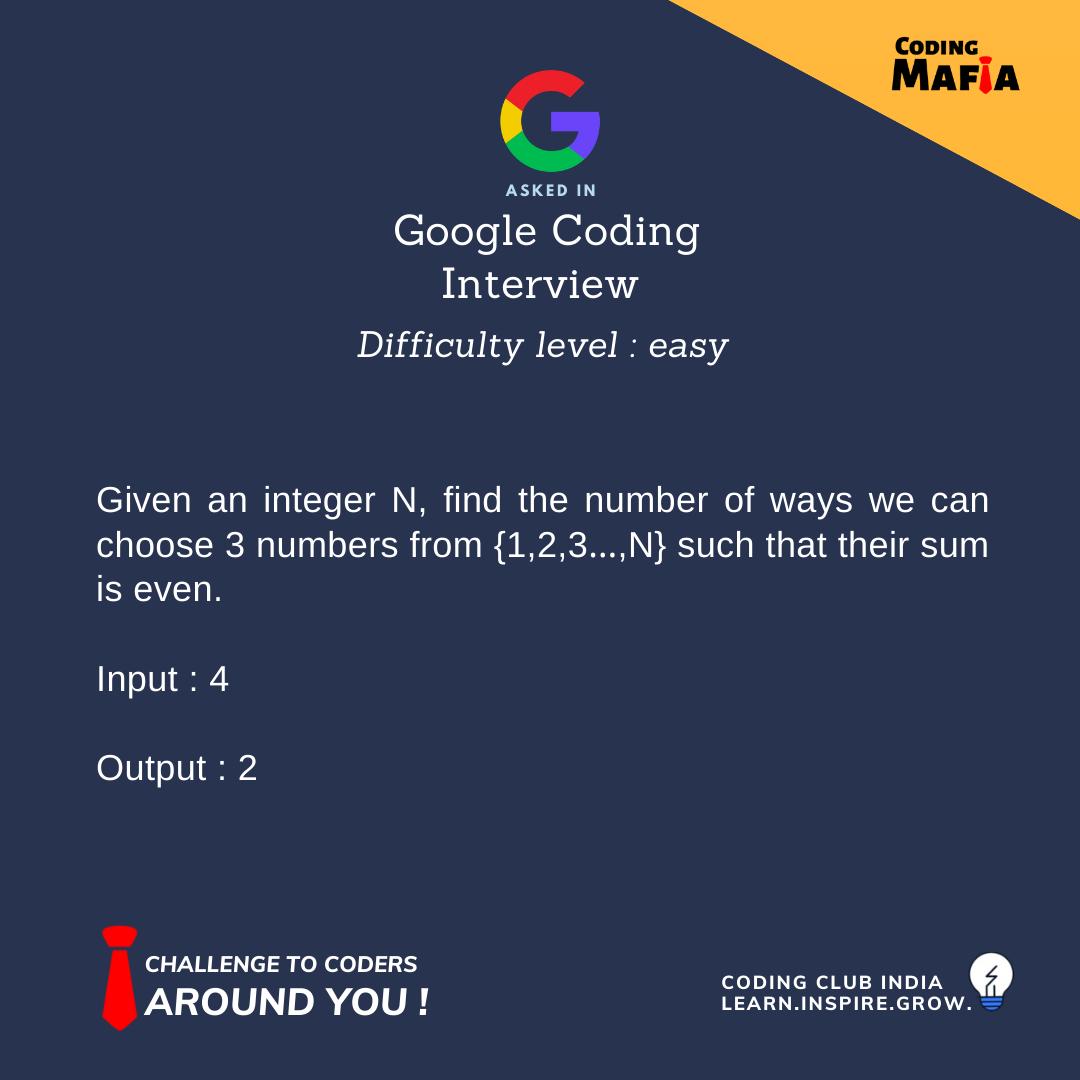 CODING
MAFIA
ASKED IN
Google Coding
Interview
Difficulty level : easy
Given an integer N, find the number of ways we can
choose 3 numbers from {1,2,3...,N} such that their sum
is even.
Input : 4
Output : 2
CHALLENGE TO CODERS
AROUND YOU !
CODING CLUB INDIA
LEARN.INSPIRE.GROW.